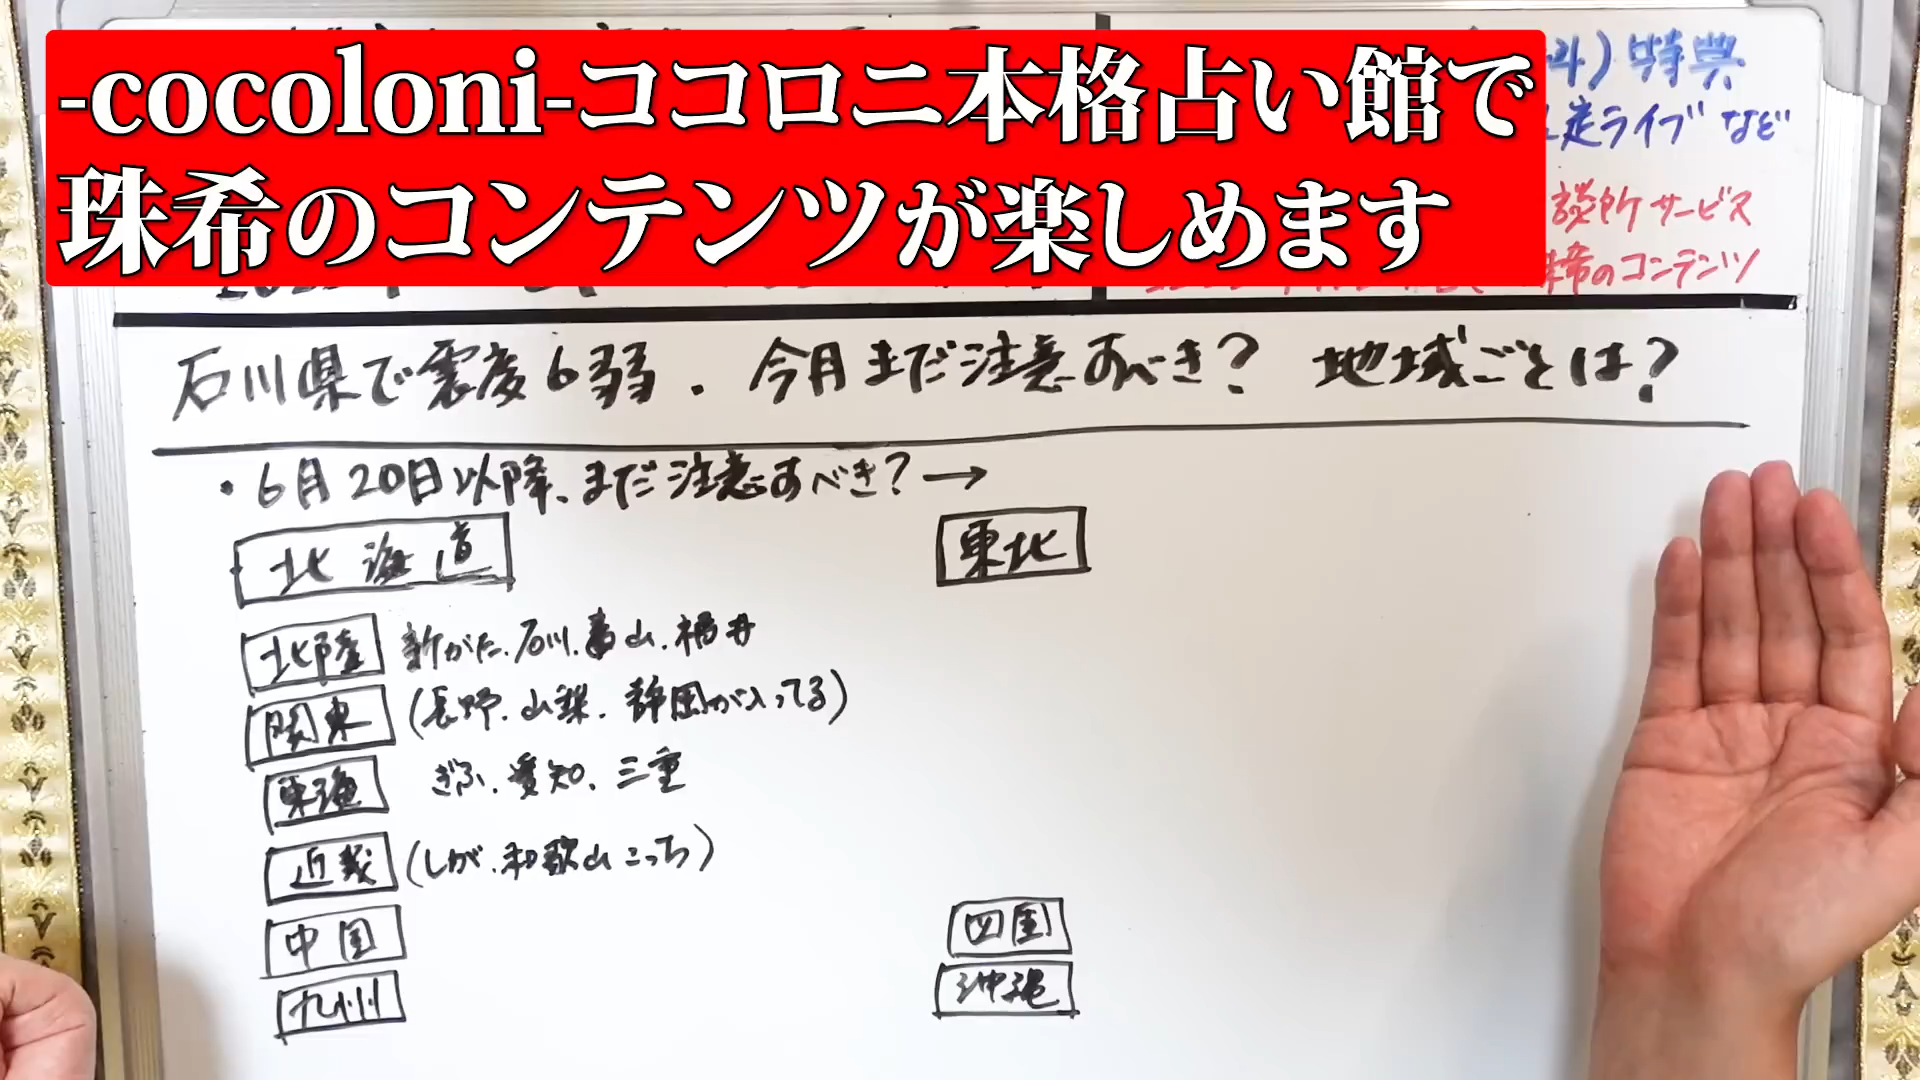 -cocoloni-ココロニ本格占い館で
珠希のコンテンツが楽しめます
特典
走ライブなど
談所サービス
珠希のコンテンツ
石川県で震度6弱.今月まだ注意すべき? 地域ごとは?
・6月20日以降、まだ注意すべき?→
北海道 東北
北陸 新がた.石川.富山.福井
関東 (長野.山梨.静岡が入ってる)
東海 ぎふ.愛知.三重
近畿 (しが.和歌山こっち)
中国 四国
九州 沖縄